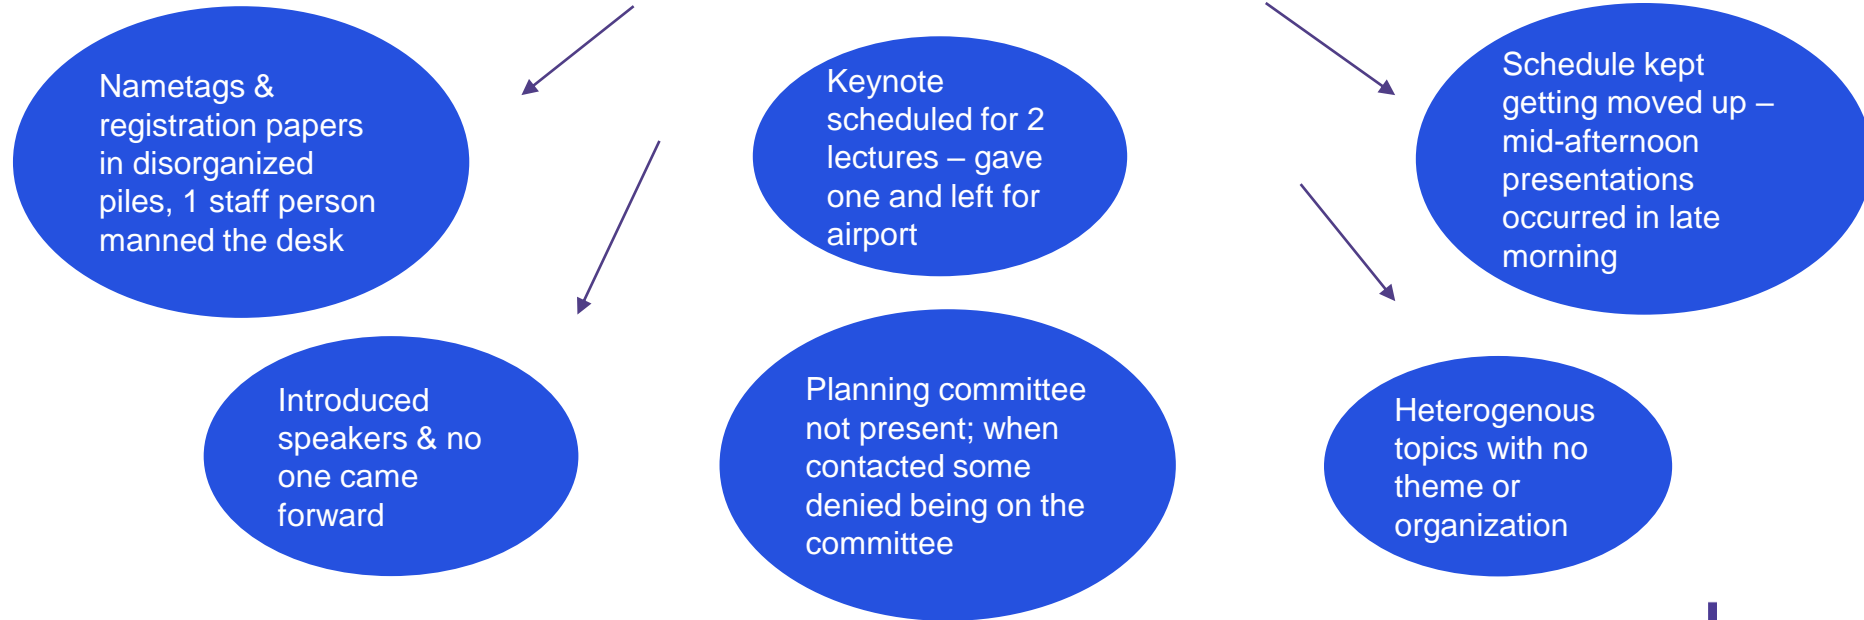 Nametags &
registration papers
in disorganized
piles, 1 staff person
manned the desk
Keynote
scheduled for 2
lectures – gave
one and left for
airport
Schedule kept
getting moved up –
mid-afternoon
presentations
occurred in late
morning
Introduced
speakers & no
one came
forward
Planning committee
not present; when
contacted some
denied being on the
committee
Heterogenous
topics with no
theme or
organization